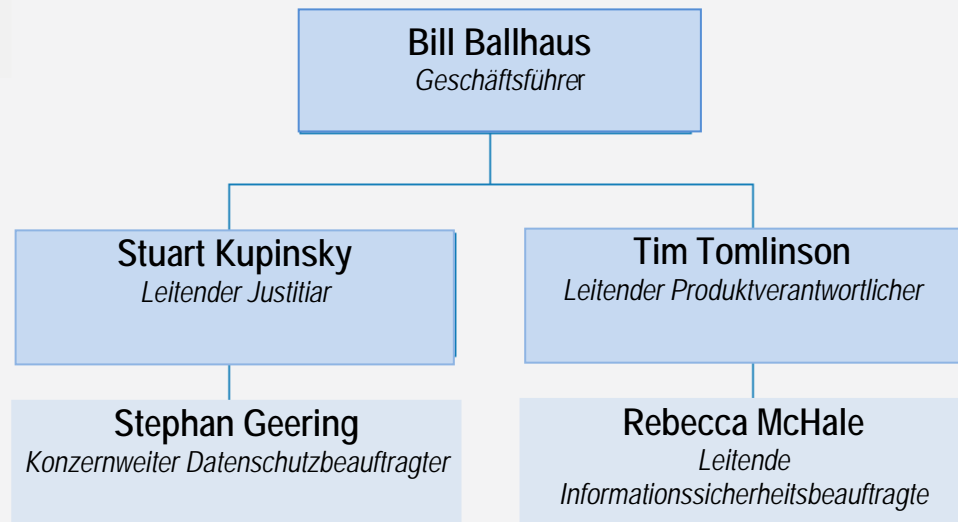 Bill Ballhaus
Geschäftsführer
Stuart Kupinsky
Leitender Justitiar
Tim Tomlinson
Leitender Produktverantwortlicher
Stephan Geering
Konzernweiter Datenschutzbeauftragter
Rebecca McHale
Leitende
Informationssicherheitsbeauftragte